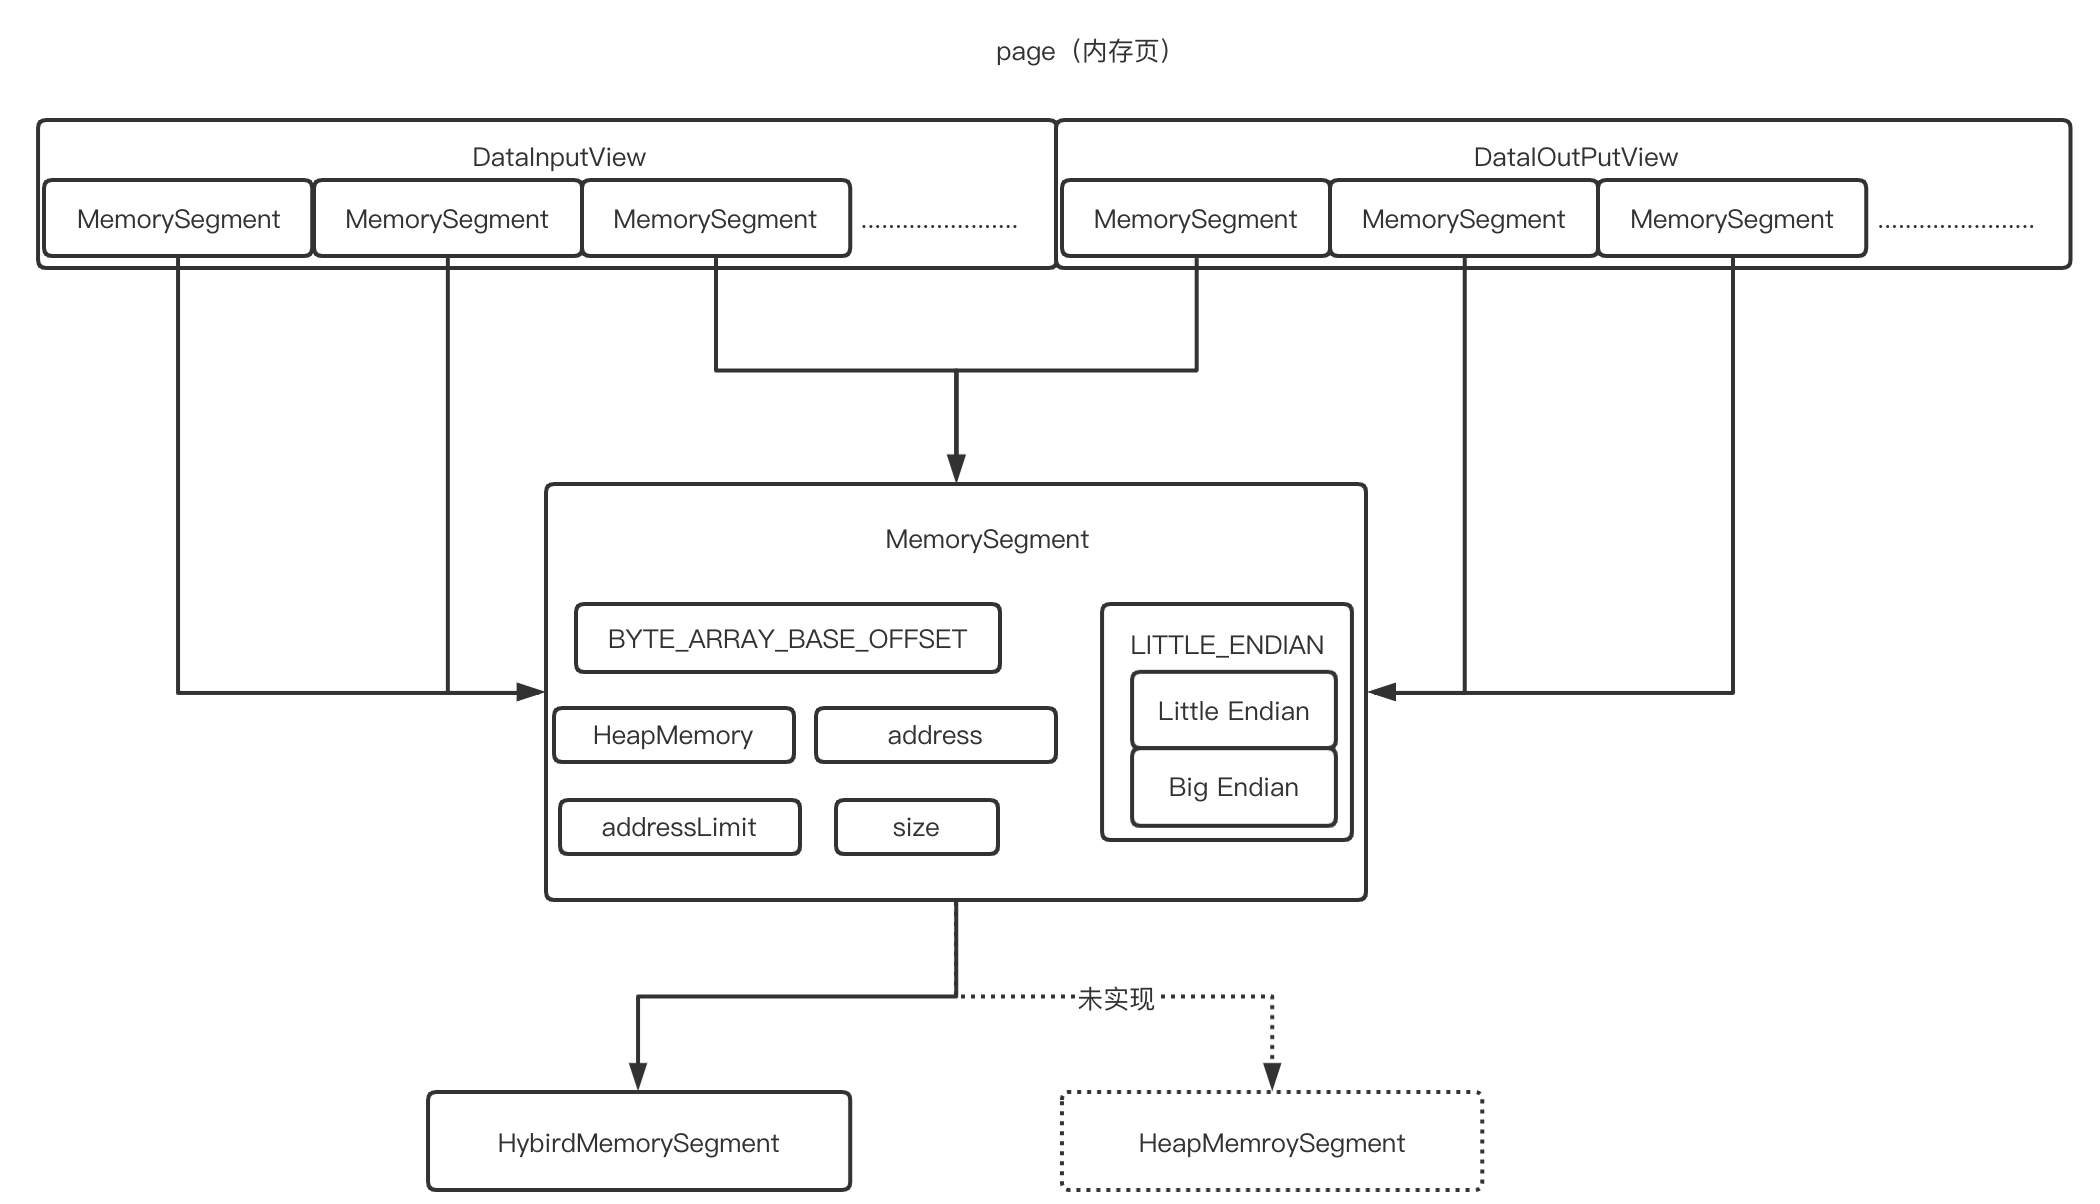 page（内存页）
DataInputView
DataIOutPutView
MemorySegment
MemorySegment
MemorySegment
.......................
MemorySegment
MemorySegment
MemorySegment
.......................
MemorySegment
BYTE_ARRAY_BASE_OFFSET
LITTLE_ENDIAN
Little Endian
HeapMemory
address
Big Endian
addressLimit
size
未实现
HybirdMemorySegment
HeapMemroySegment